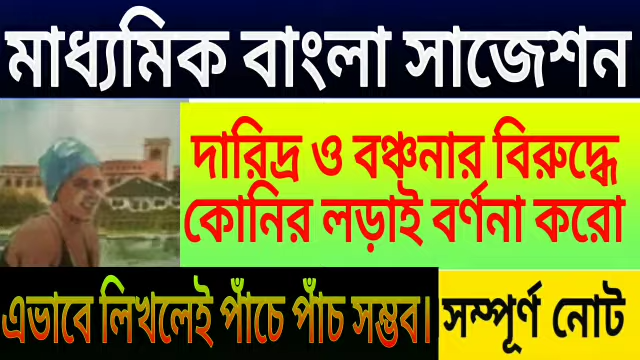 মাধ্যমিক বাংলা সাজেশন
দারিদ্র ও বঞ্চনার বিরুদ্ধে
কোনির লড়াই বর্ণনা করো
এভাবে লিখলেই পাঁচে পাঁচ সম্ভব।
সম্পূর্ণ নোট